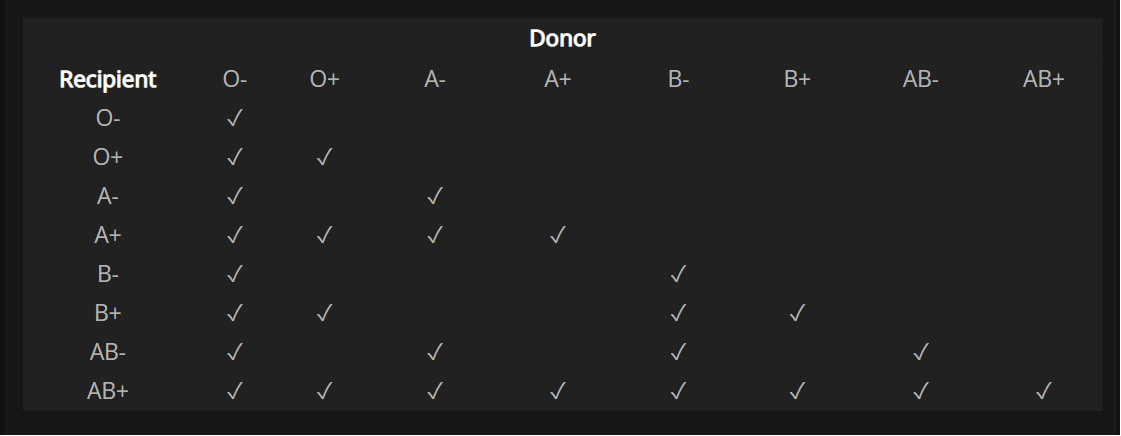 Donor
Recipient O- O+ A- A+ B- B+ AB- AB+
O- ✓
O+ ✓ ✓
A- ✓ ✓
A+ ✓ ✓ ✓ ✓
B- ✓ ✓
B+ ✓ ✓ ✓ ✓
AB- ✓ ✓ ✓ ✓
AB+ ✓ ✓ ✓ ✓ ✓ ✓ ✓ ✓